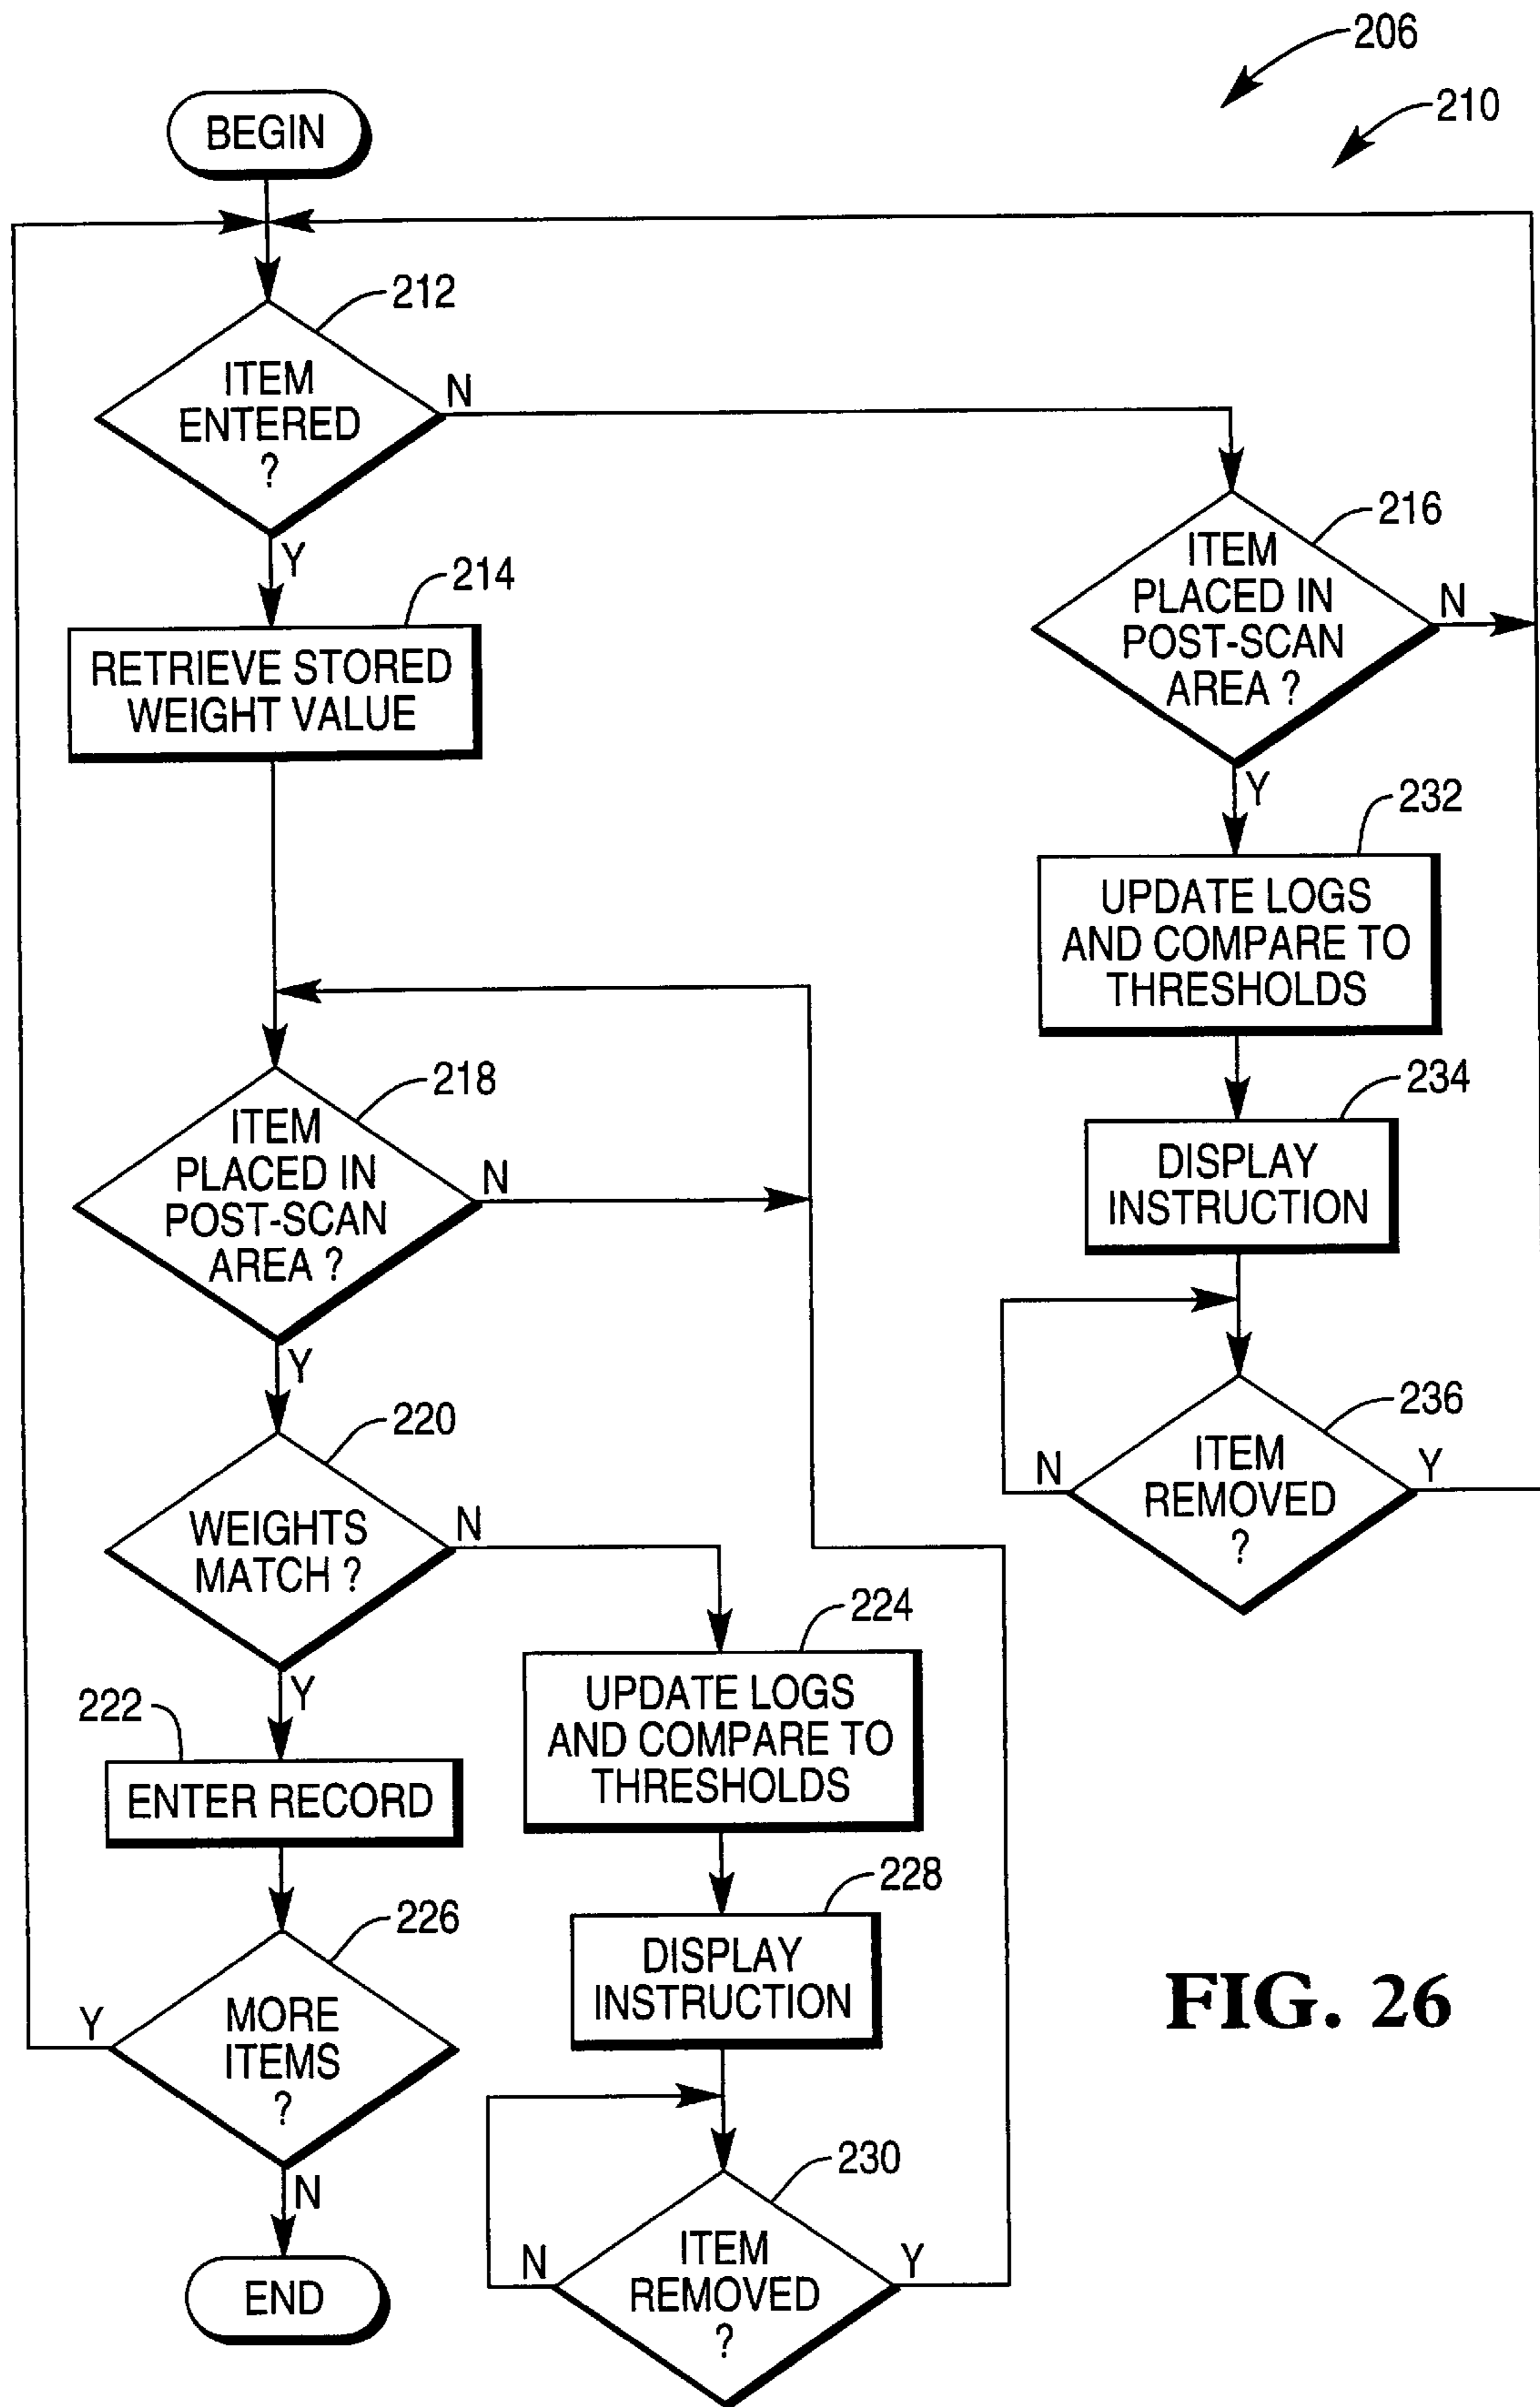 206
210
BEGIN
212
ITEM
ENTERED
?
N
Y
214
RETRIEVE STORED
WEIGHT VALUE
216
ITEM
PLACED IN
POST-SCAN
AREA ?
N
Y
232
UPDATE LOGS
AND COMPARE TO
THRESHOLDS
234
DISPLAY
INSTRUCTION
236
ITEM
REMOVED
?
N
Y
218
ITEM
PLACED IN
POST-SCAN
AREA ?
N
Y
220
WEIGHTS
MATCH ?
N
Y
222
ENTER RECORD
224
UPDATE LOGS
AND COMPARE TO
THRESHOLDS
226
MORE
ITEMS
?
Y
N
END
228
DISPLAY
INSTRUCTION
230
ITEM
REMOVED
?
N
Y
FIG. 26